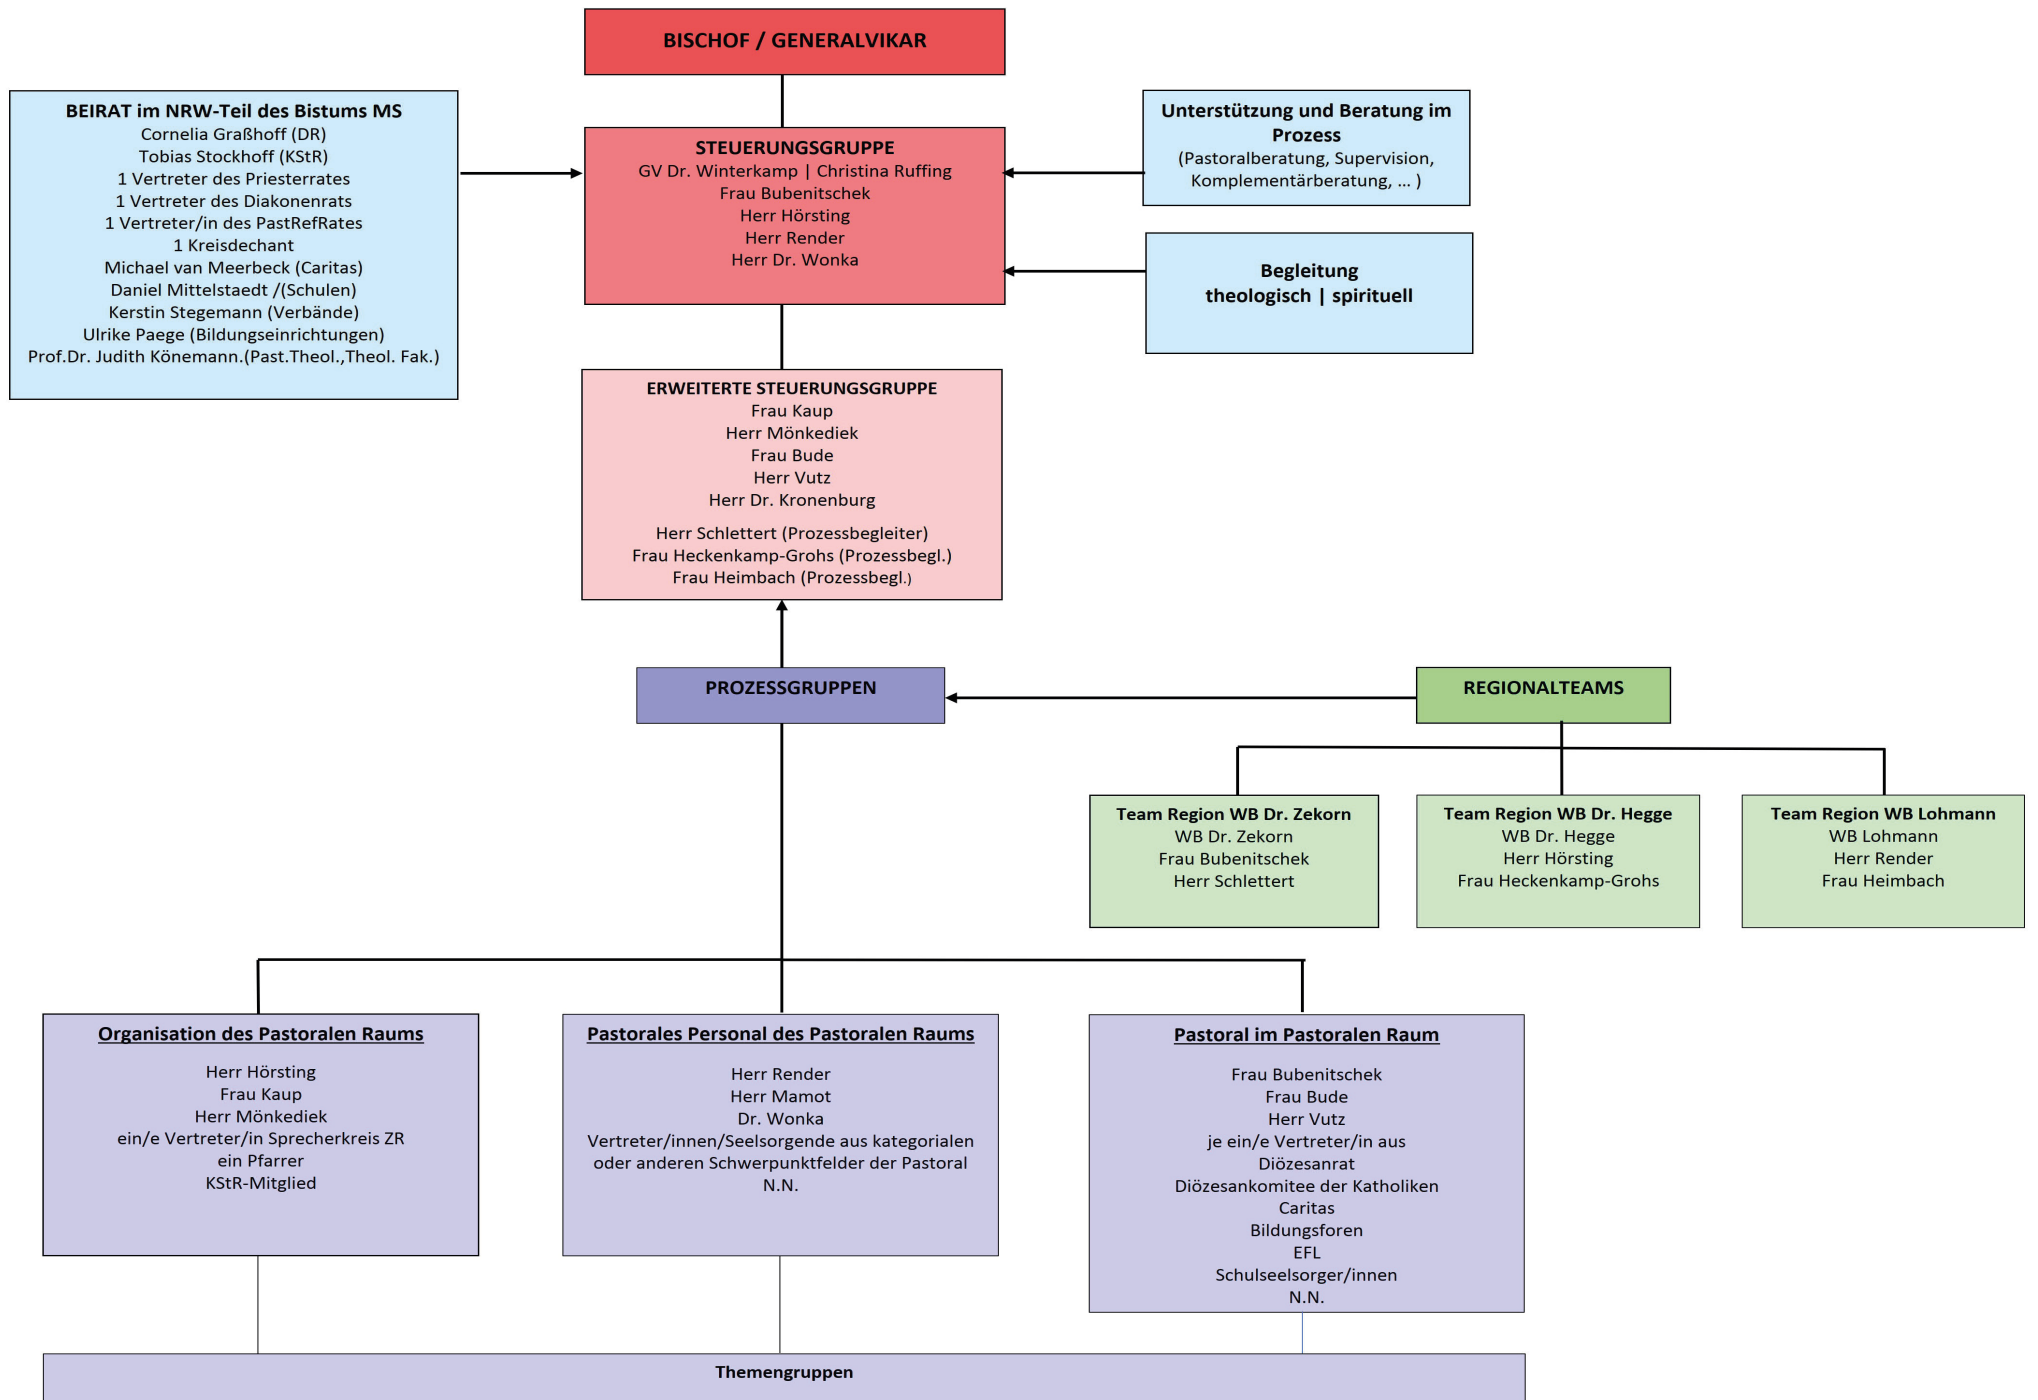 BISCHOF / GENERALVIKAR
BEIRAT im NRW-Teil des Bistums MS
Cornelia Graßhoff (DR)
Tobias Stockhoff (KStR)
1 Vertreter des Priesterrates
1 Vertreter des Diakonenrats
1 Vertreter/in des PastRefRates
1 Kreisdechant
Michael van Meerbeck (Caritas)
Daniel Mittelstaedt /(Schulen)
Kerstin Stegemann (Verbände)
Ulrike Paege (Bildungseinrichtungen)
Prof.Dr. Judith Könemann.(Past.Theol.,Theol. Fak.)
STEUERUNGSGRUPPE
GV Dr. Winterkamp | Christina Ruffing
Frau Bubenitschek
Herr Hörsting
Herr Render
Herr Dr. Wonka
Unterstützung und Beratung im
Prozess
(Pastoralberatung, Supervision,
Komplementärberatung, ... )
Begleitung
theologisch | spirituell
ERWEITERTE STEUERUNGSGRUPPE
Frau Kaup
Herr Mönkediek
Frau Bude
Herr Vutz
Herr Dr. Kronenburg
Herr Schlettert (Prozessbegleiter)
Frau Heckenkamp-Grohs (Prozessbegl.)
Frau Heimbach (Prozessbegl.)
PROZESSGRUPPEN
REGIONALTEAMS
Team Region WB Dr. Zekorn
WB Dr. Zekorn
Frau Bubenitschek
Herr Schlettert
Team Region WB Dr. Hegge
WB Dr. Hegge
Herr Hörsting
Frau Heckenkamp-Grohs
Team Region WB Lohmann
WB Lohmann
Herr Render
Frau Heimbach
Organisation des Pastoralen Raums
Herr Hörsting
Frau Kaup
Herr Mönkediek
ein/e Vertreter/in Sprecherkreis ZR
ein Pfarrer
KStR-Mitglied
Pastorales Personal des Pastoralen Raums
Herr Render
Herr Mamot
Dr. Wonka
Vertreter/innen/Seelsorgende aus kategorialen
oder anderen Schwerpunktfelder der Pastoral
N.N.
Pastoral im Pastoralen Raum
Frau Bubenitschek
Frau Bude
Herr Vutz
je ein/e Vertreter/in aus
Diözesanrat
Diözesankomitee der Katholiken
Caritas
Bildungsforen
EFL
Schulseelsorger/innen
N.N.
Themengruppen